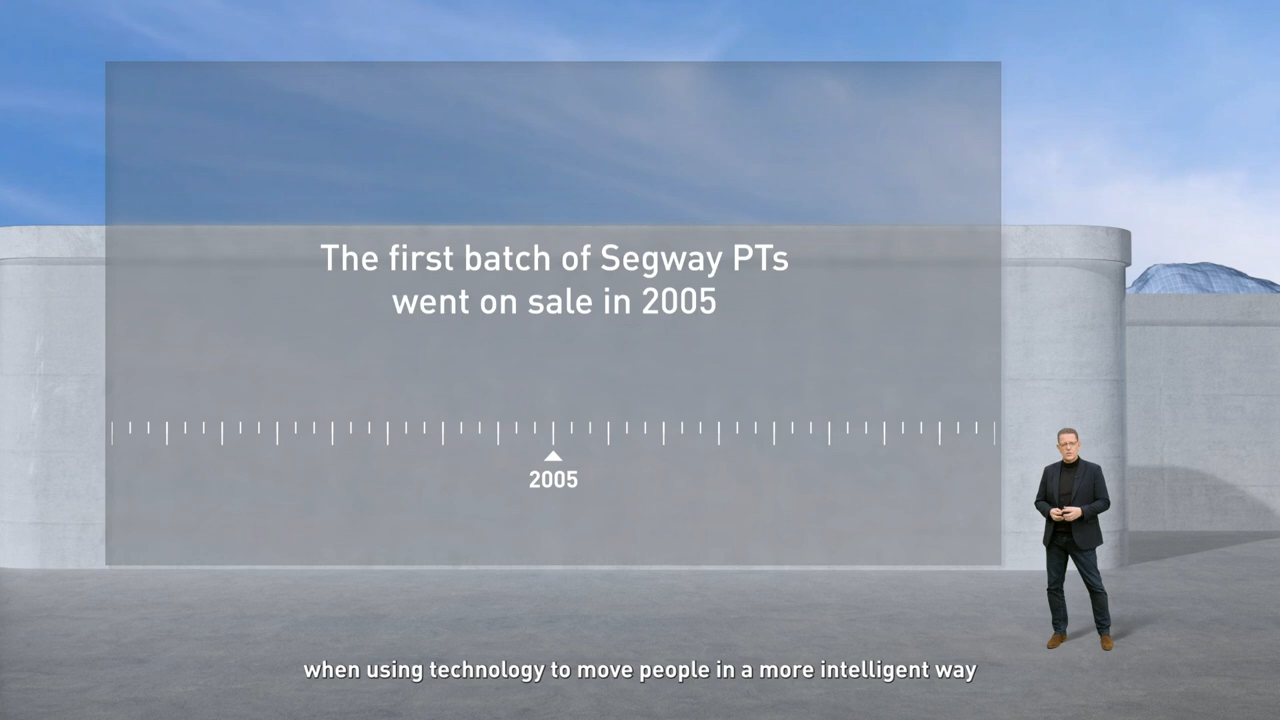 The first batch of Segway PTs
went on sale in 2005
2005
when using technology to move people in a more intelligent way